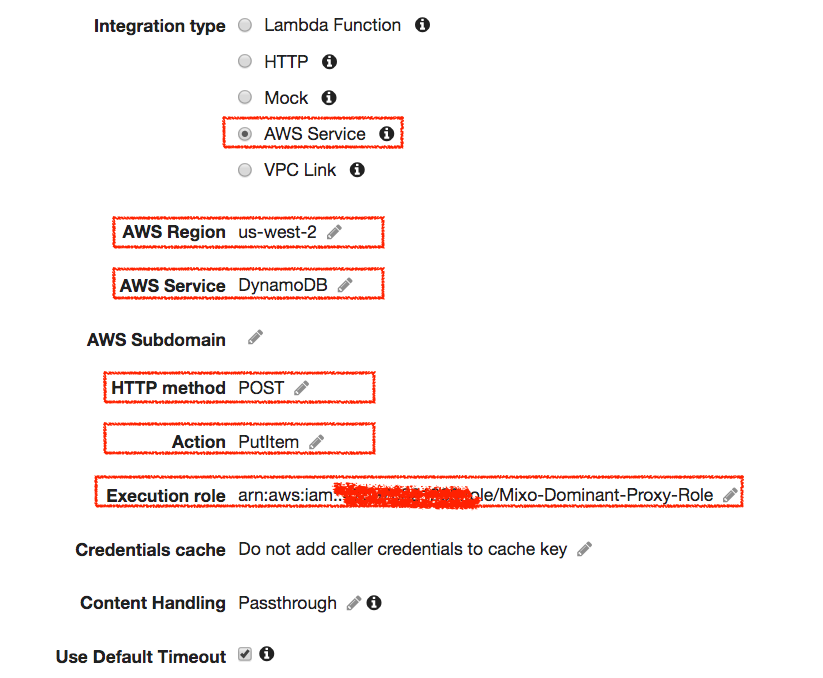 Integration type Lambda Function
HTTP
Mock
AWS Service
VPC Link
AWS Region us-west-2
AWS Service DynamoDB
AWS Subdomain
HTTP method POST
Action PutItem
Execution role arn:aws:iam: ole/Mixo-Dominant-Proxy-Role
Credentials cache Do not add caller credentials to cache key
Content Handling Passthrough
Use Default Timeout